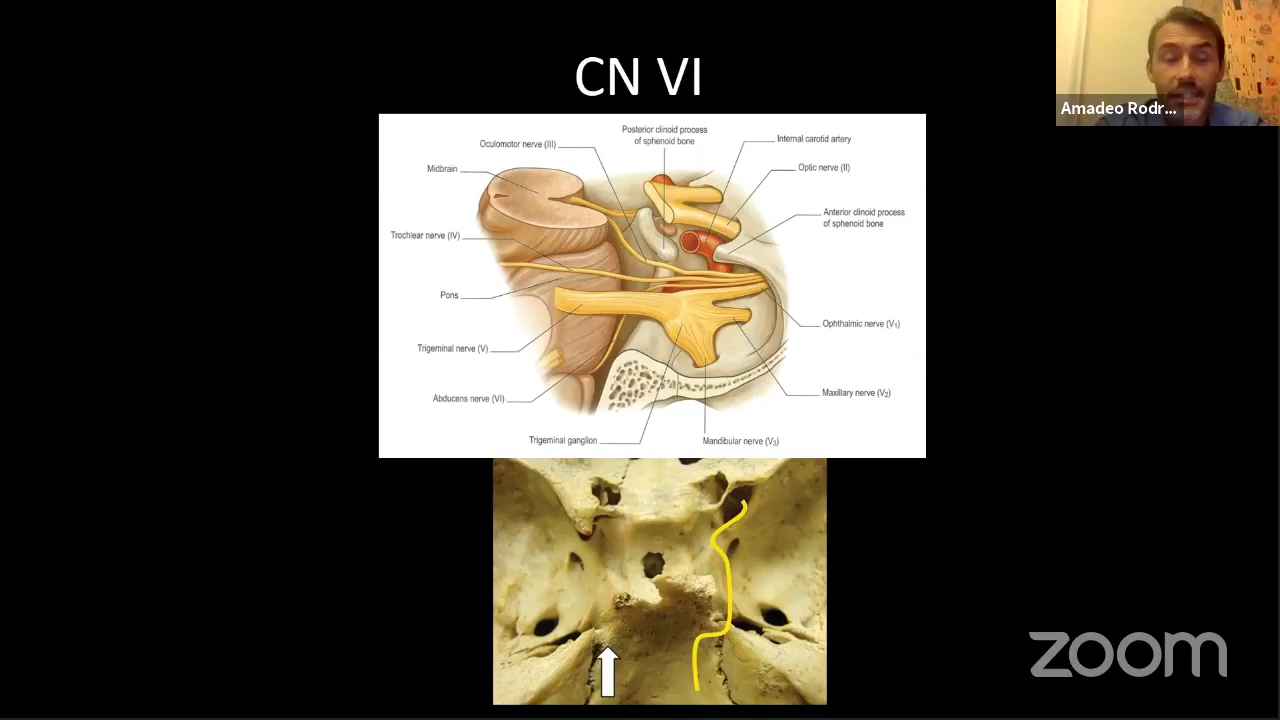 CN VI
Amadeo Rodr...
Posterior clinoid process
of sphenoid bone
Oculomotor nerve (III)
Internal carotid artery
Midbrain
Optic nerve (II)
Anterior clinoid process
of sphenoid bone
Trochlear nerve (IV)
Pons
Ophthalmic nerve (V1)
Trigeminal nerve (V)
Maxillary nerve (V2)
Abducens nerve (VI)
Trigeminal ganglion
Mandibular nerve (V3)
zoom